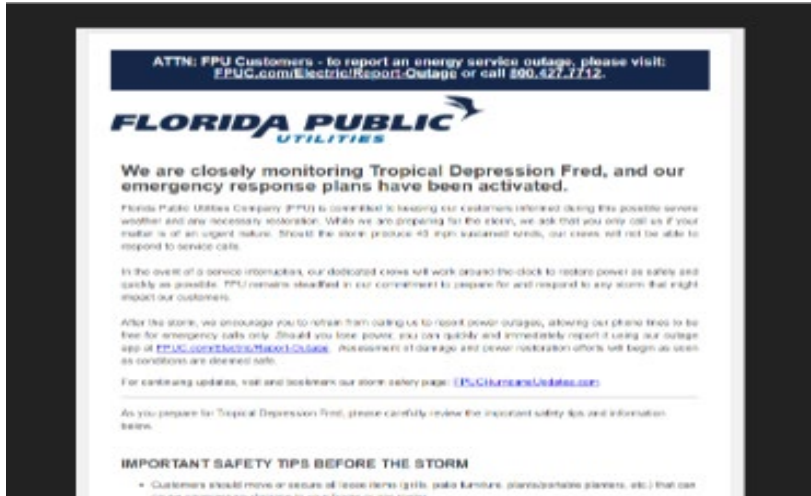 ATTN: FPU Customers - to report an energy service outage, please visit:
FPUC.com/Electric/Report-Outage or call 800.427.7712.
FLORIDA PUBLIC
UTILITIES
We are closely monitoring Tropical Depression Fred, and our
emergency response plans have been activated.
Florida Public Utilities Company (FPU) is committed to keeping our customers informed during this possible severe
weather and any necessary restoration. While we are preparing for the storm, we ask that you only call us if your
matter is of an urgent nature. Should the storm produce mph sustained winds, our crews will not be able to
respond to service calls.
In the event of a service interruption, our dedicated crews will work around-the-clock to restore power as safely and
quickly as possible. FPU remains steadfast in our commitment to prepare for and respond to any storm that might
impact our customers.
After the storm, we encourage you to refrain from calling us to report power outages, allowing our phone lines to be
free for emergency calls only. Should you lose power, you can quickly and immediately report it using our outage
app at FPUC.com/Electric/Report-Outage. Assessment of damage and power restoration efforts will begin as soon
as conditions are deemed safe.
For continuing updates, visit and bookmark our storm safety page: FPUCHurricaneUpdates.com.
As you prepare for Tropical Depression Fred, please carefully review the important safety tips and information
below.
IMPORTANT SAFETY TIPS BEFORE THE STORM
• Customers should move or secure all loose items (grills, patio furniture, plants/portable planters, etc.) that can